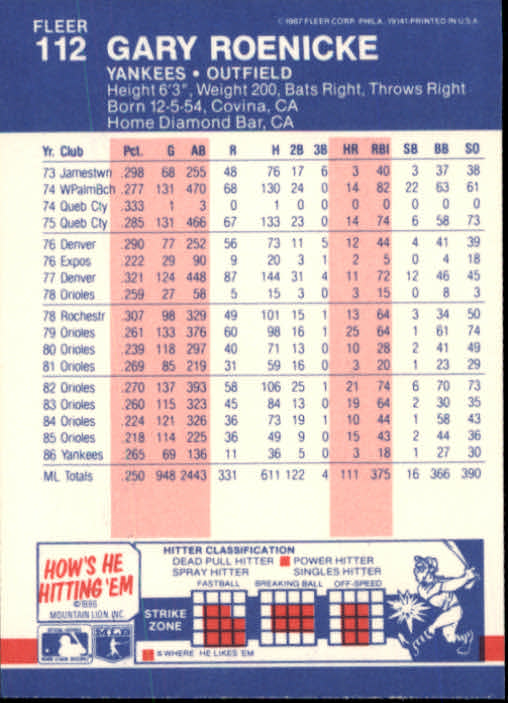 FLEER
112 GARY ROENICKE
© 1987 FLEER CORP. PHILA. 19141-PRINTED IN U.S.A.
YANKEES • OUTFIELD
Height 6'3", Weight 200, Bats Right, Throws Right
Born 12-5-54, Covina, CA
Home Diamond Bar, CA
Yr. Club Pct. G AB R H 2B 3B HR RBI SB BB SO
73 Jamestwn .298 68 255 48 76 17 6 3 40 3 37 38
74 WPalmBch .277 131 470 68 130 24 0 14 82 22 63 61
74 Queb Cty .333 1 3 0 1 0 0 0 0 0 0 0
75 Queb Cty .285 131 466 67 133 23 0 14 74 6 58 73
76 Denver .290 77 252 56 73 11 5 12 44 4 41 39
76 Expos .222 29 90 9 20 3 1 2 5 0 4 18
77 Denver .321 124 448 87 144 31 4 11 72 12 46 45
78 Orioles .259 27 58 5 15 3 0 3 15 0 8 3
78 Rochestr .307 98 329 49 101 15 1 13 64 3 34 50
79 Orioles .261 133 376 60 98 16 1 25 64 1 61 74
80 Orioles .239 118 297 40 71 13 0 10 28 2 41 49
81 Orioles .269 85 219 31 59 16 0 3 20 1 23 29
82 Orioles .270 137 393 58 106 25 1 21 74 6 70 73
83 Orioles .260 115 323 45 84 13 0 19 64 2 30 35
84 Orioles .224 121 326 36 73 19 1 10 44 1 58 43
85 Orioles .218 114 225 36 49 9 0 15 43 2 44 36
86 Yankees .265 69 136 11 36 5 0 3 18 1 27 30
ML Totals .250 948 2443 331 611 122 4 111 375 16 366 390
HOW'S HE
HITTING 'EM
©1986
MOUNTAIN LION, INC.
HITTER CLASSIFICATION
DEAD PULL HITTER POWER HITTER
SPRAY HITTER SINGLES HITTER
FASTBALL BREAKING BALL OFF-SPEED
STRIKE
ZONE
IS WHERE HE LIKES 'EM